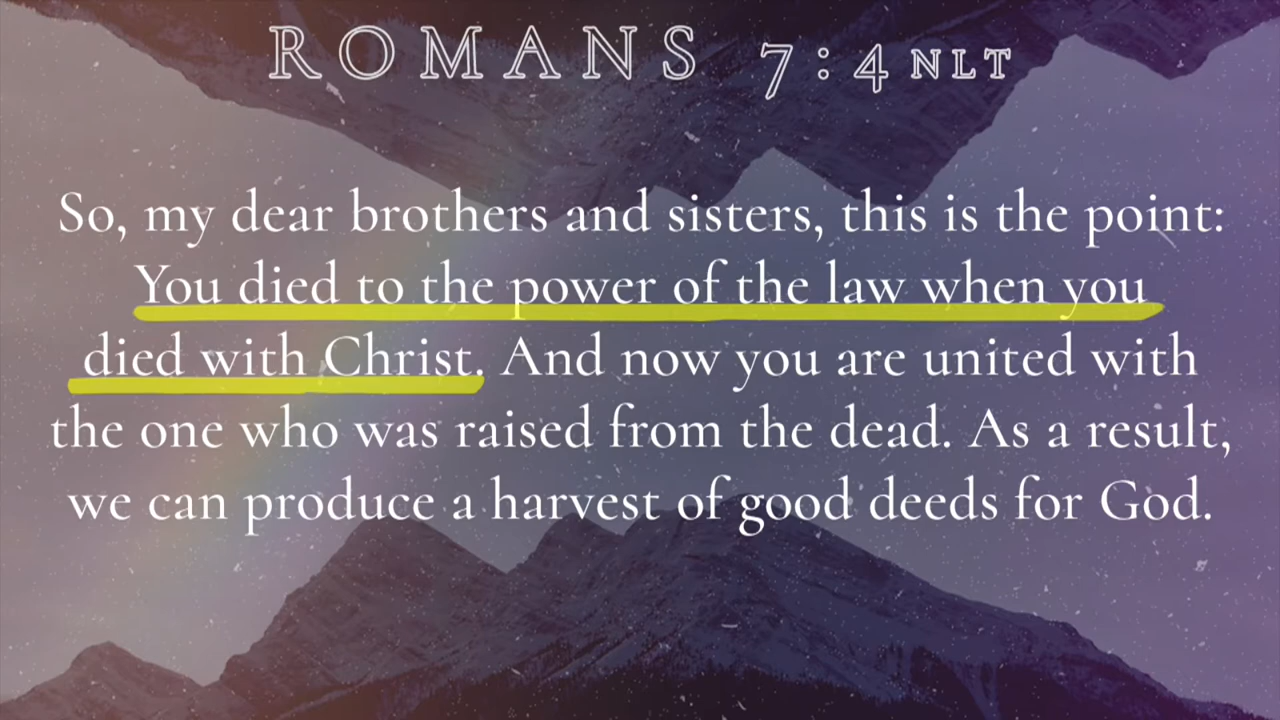 ROMANS 7:4 NLT
So, my dear brothers and sisters, this is the point:
You died to the power of the law when you
died with Christ. And now you are united with
the one who was raised from the dead. As a result,
we can produce a harvest of good deeds for God.